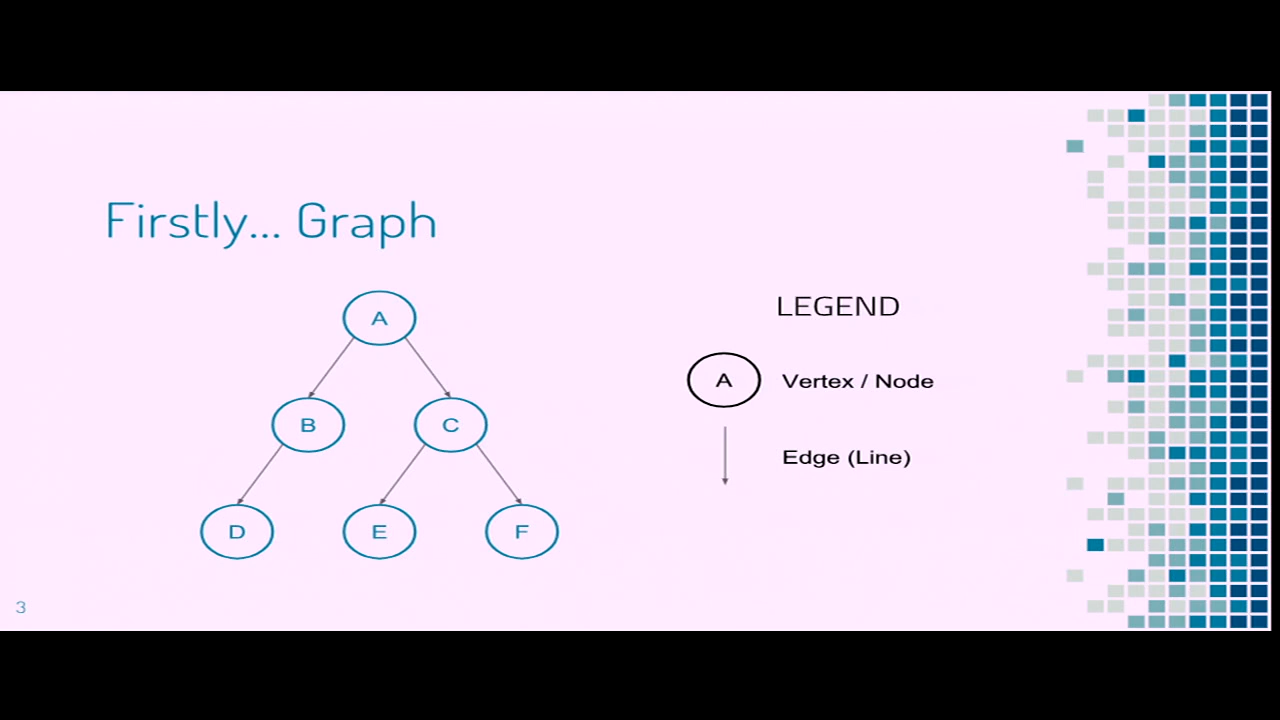 Firstly... Graph
A
B
C
D
E
F
LEGEND
A
Vertex / Node
Edge (Line)
3